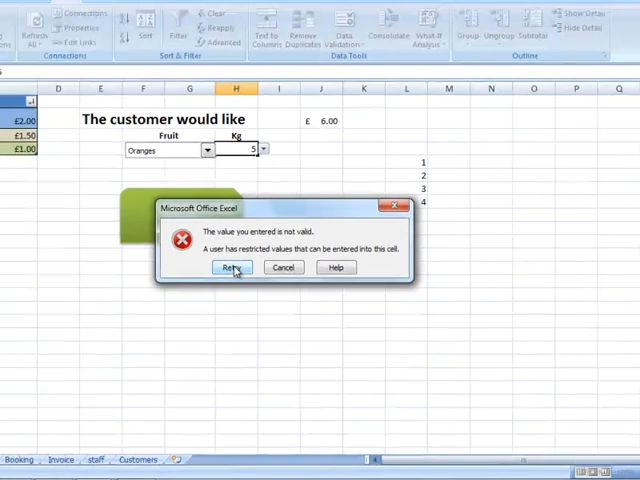 Connections
Properties
Edit Links
Refresh All
Connections
Sort
Filter
Clear
Reapply
Advanced
Sort & Filter
Text to Columns
Remove Duplicates
Data Validation
Consolidate
What-If Analysis
Data Tools
Group
Ungroup
Subtotal
Show Detail
Hide Detail
Outline
D E F G H I J K L M N O P Q
£2.00
£1.50
£1.00
The customer would like
£ 6.00
Fruit Kg
Oranges 5
1
2
3
4
Microsoft Office Excel
The value you entered is not valid.
A user has restricted values that can be entered into this cell.
Retry Cancel Help
Booking Invoice staff Customers